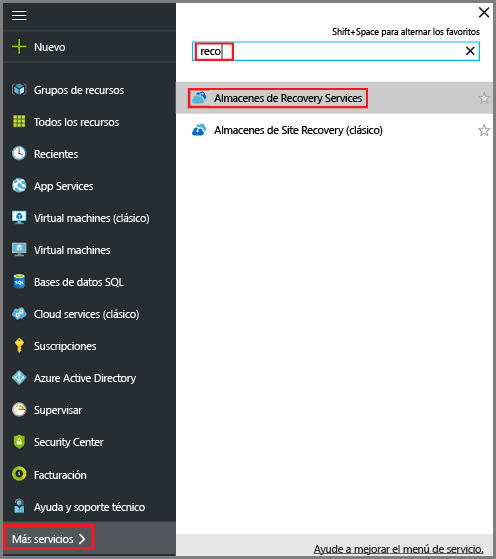 Nuevo
Grupos de recursos
Todos los recursos
Recientes
App Services
Virtual machines (clásico)
Virtual machines
Bases de datos SQL
Cloud services (clásico)
Suscripciones
Azure Active Directory
Supervisar
Security Center
Facturación
Ayuda y soporte técnico
Más servicios
Shift+Space para alternar los favoritos
reco
Almacenes de Recovery Services
Almacenes de Site Recovery (clásico)
Ayude a mejorar el menú de servicio.